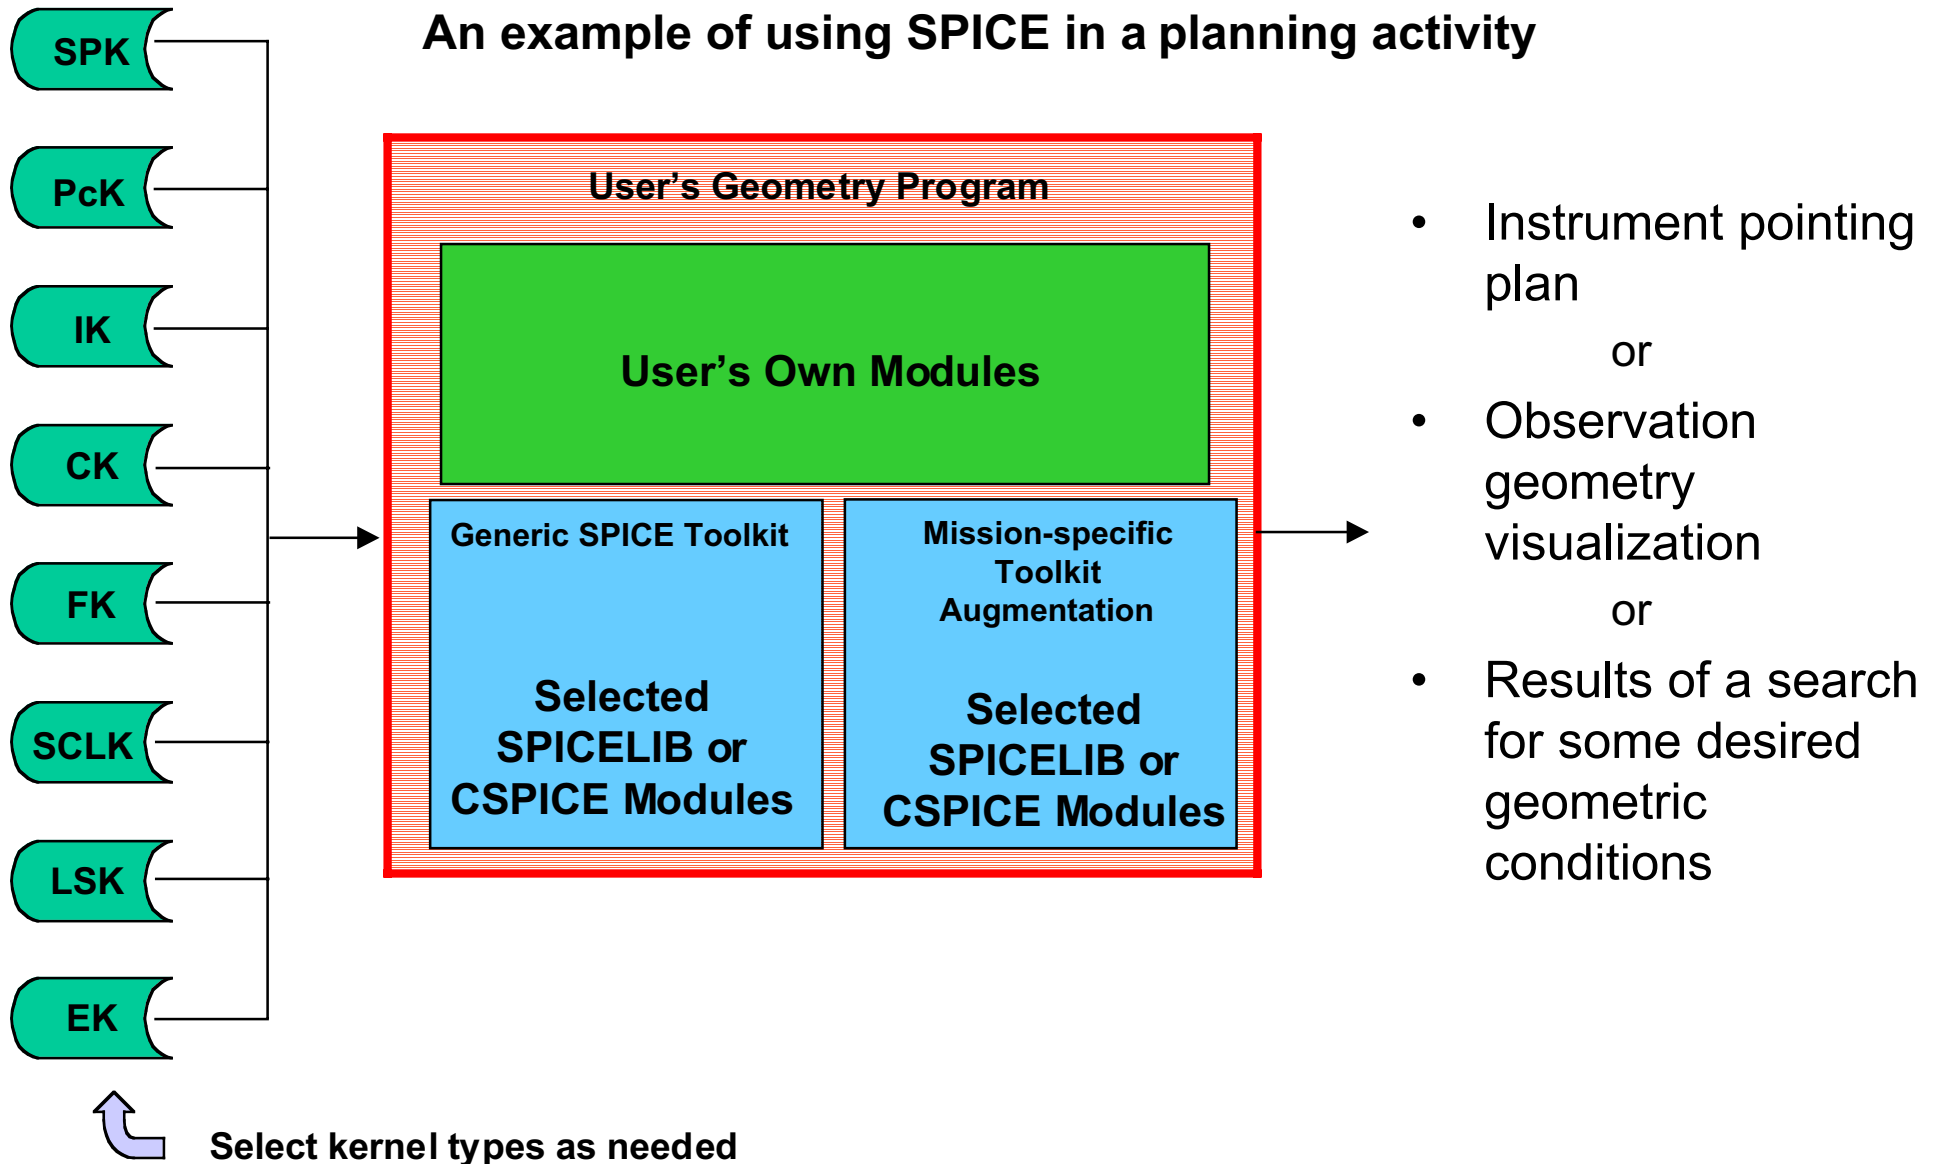 An example of using SPICE in a planning activity
SPK
PcK
IK
CK
FK
SCLK
LSK
EK
Select kernel types as needed
User’s Geometry Program
User’s Own Modules
Generic SPICE Toolkit
Selected
SPICELIB or
CSPICE Modules
Mission-specific
Toolkit
Augmentation
Selected
SPICELIB or
CSPICE Modules
• Instrument pointing
plan
or
• Observation
geometry
visualization
or
• Results of a search
for some desired
geometric
conditions